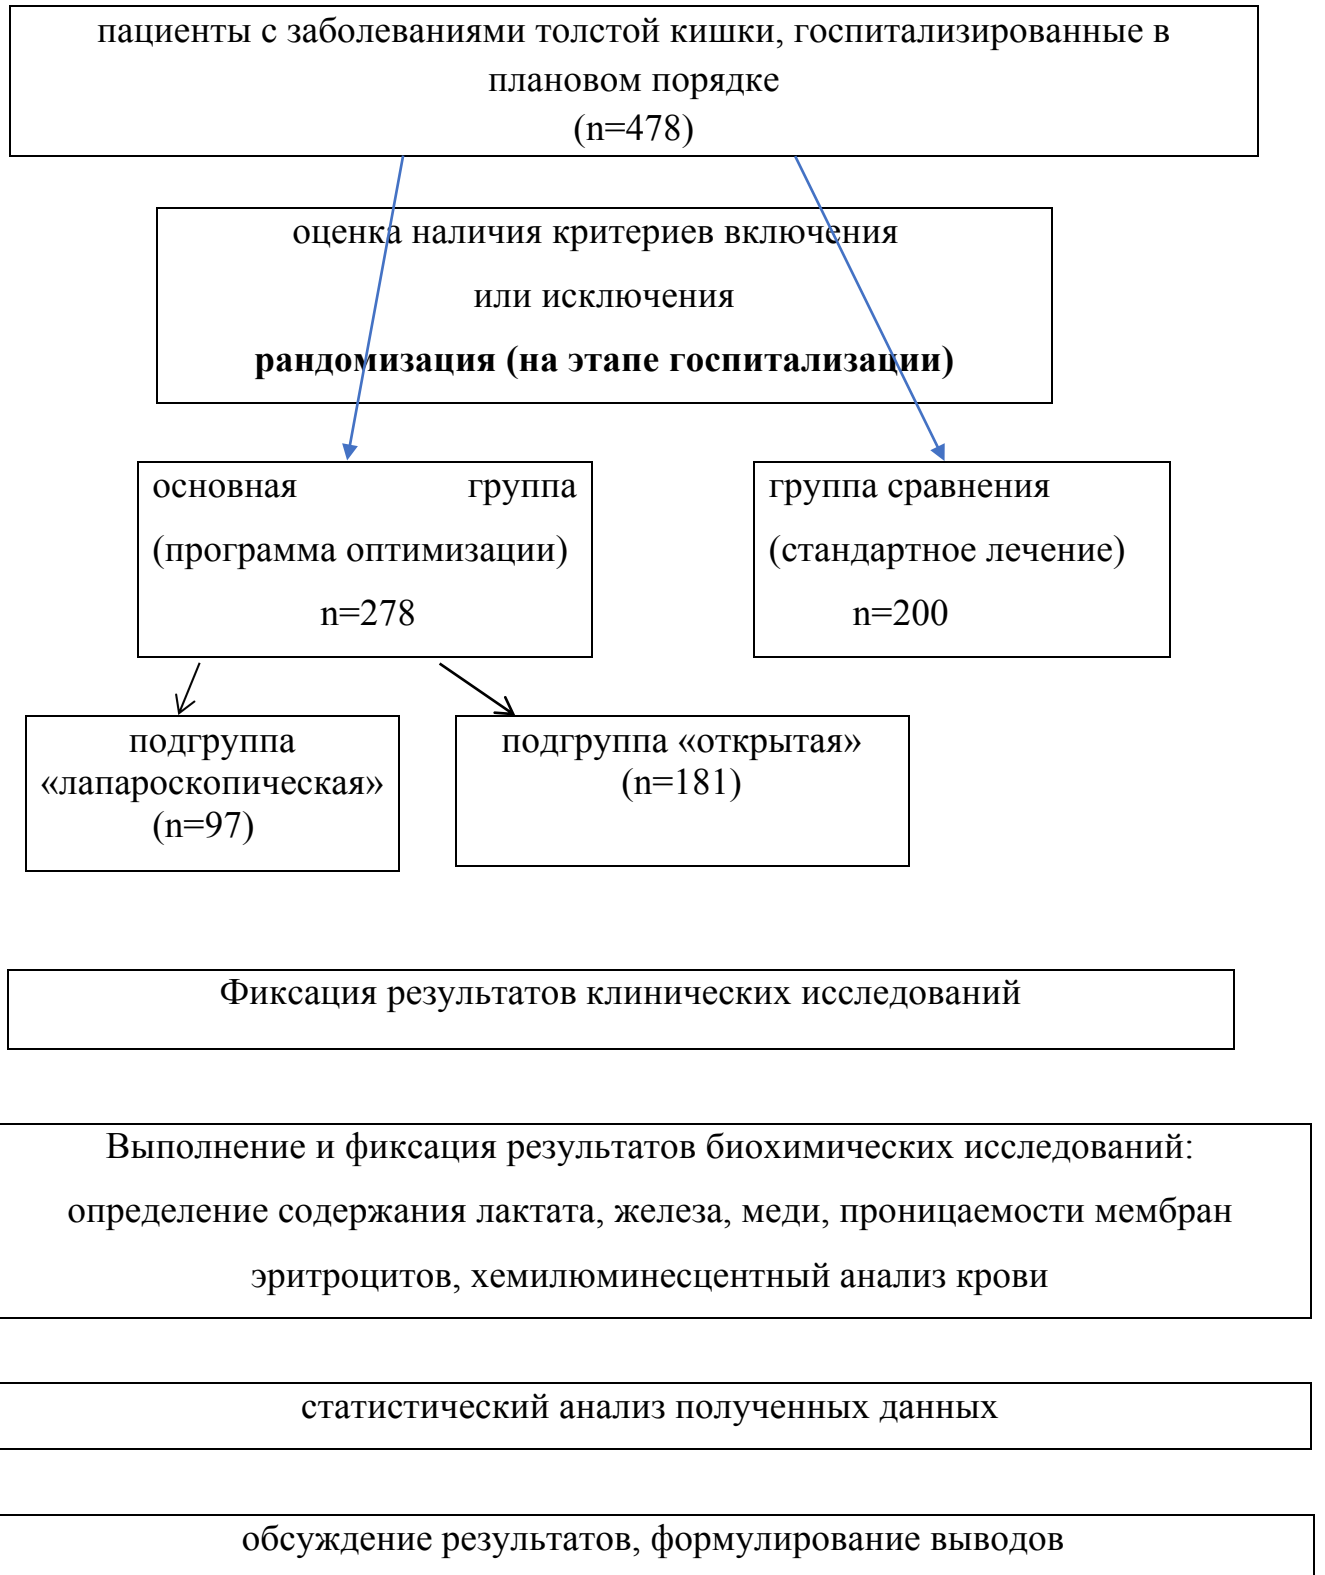 пациенты с заболеваниями толстой кишки, госпитализированные в
плановом порядке
(n=478)
оценка наличия критериев включения
или исключения
рандомизация (на этапе госпитализации)
основная группа
(программа оптимизации)
n=278
группа сравнения
(стандартное лечение)
n=200
подгруппа
«лапароскопическая»
(n=97)
подгруппа «открытая»
(n=181)
Фиксация результатов клинических исследований
Выполнение и фиксация результатов биохимических исследований:
определение содержания лактата, железа, меди, проницаемости мембран
эритроцитов, хемилюминесцентный анализ крови
статистический анализ полученных данных
обсуждение результатов, формулирование выводов